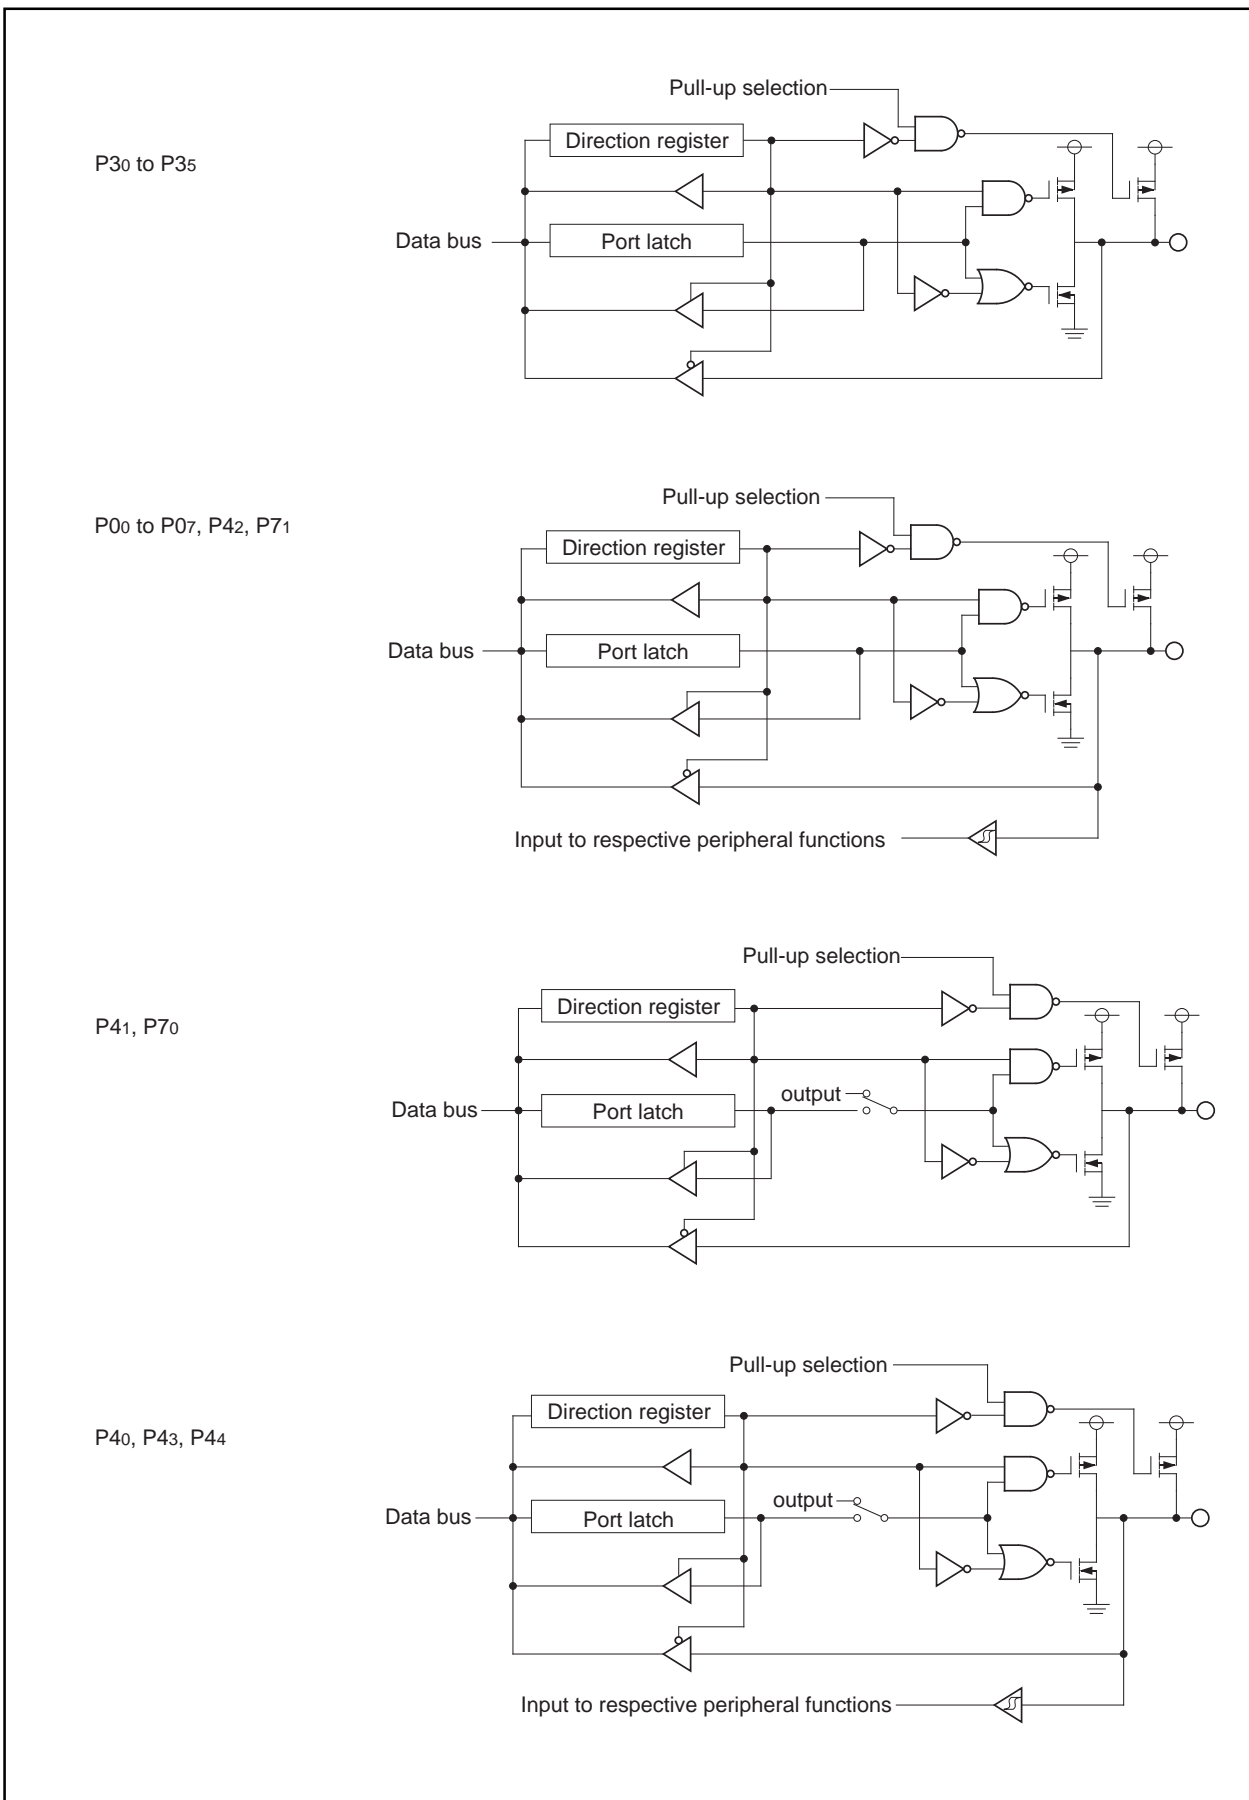 Pull-up selection
Direction register
P30 to P35
Data bus
Port latch
Pull-up selection
P00 to P07, P42, P71
Direction register
Data bus
Port latch
Input to respective peripheral functions
Pull-up selection
Direction register
P41, P70
output
Data bus
Port latch
Pull-up selection
Direction register
P40, P43, P44
output
Data bus
Port latch
Input to respective peripheral functions